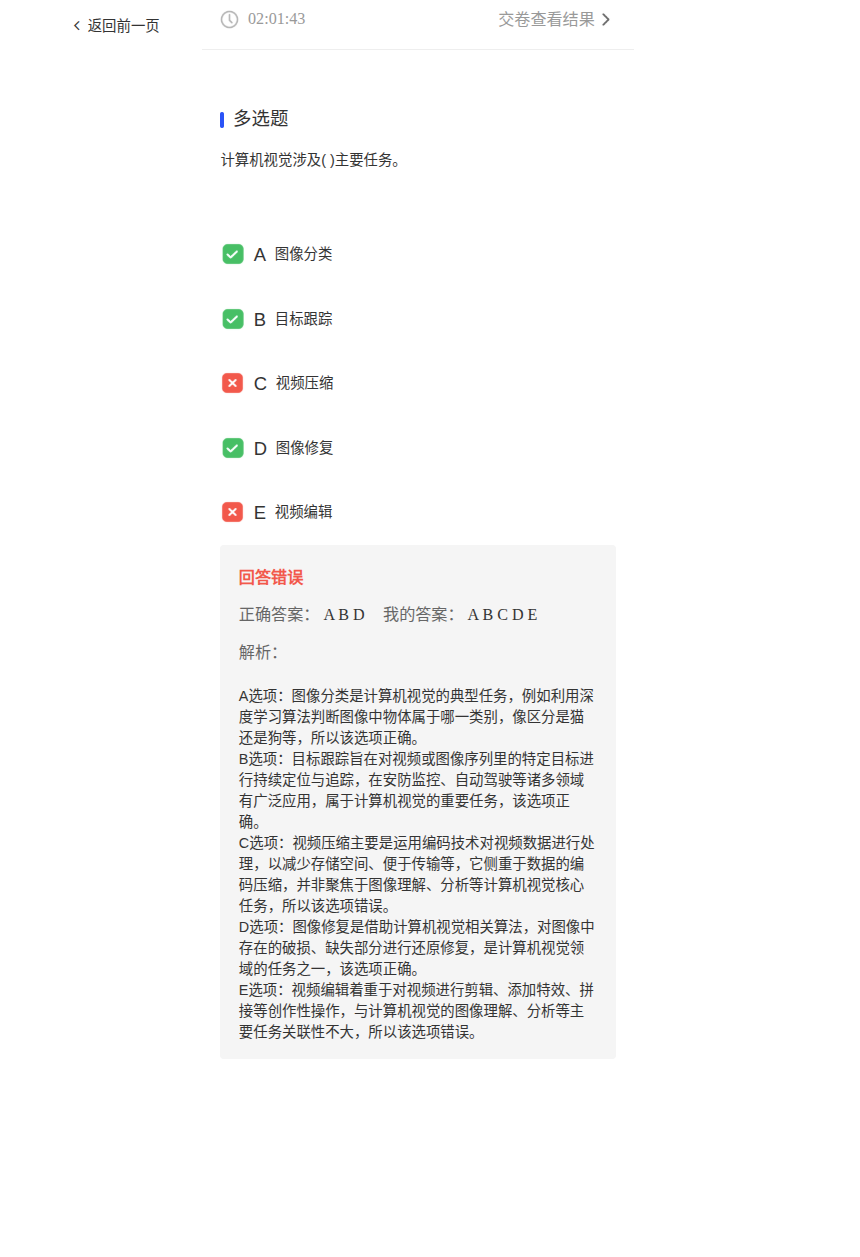 返回前一页
02:01:43 交卷查看结果
多选题
计算机视觉涉及( )主要任务。
A 图像分类
B 目标跟踪
C 视频压缩
D 图像修复
E 视频编辑
回答错误
正确答案： A B D 我的答案： A B C D E
解析：
A选项：图像分类是计算机视觉的典型任务，例如利用深
度学习算法判断图像中物体属于哪一类别，像区分是猫
还是狗等，所以该选项正确。
B选项：目标跟踪旨在对视频或图像序列里的特定目标进
行持续定位与追踪，在安防监控、自动驾驶等诸多领域
有广泛应用，属于计算机视觉的重要任务，该选项正
确。
C选项：视频压缩主要是运用编码技术对视频数据进行处
理，以减少存储空间、便于传输等，它侧重于数据的编
码压缩，并非聚焦于图像理解、分析等计算机视觉核心
任务，所以该选项错误。
D选项：图像修复是借助计算机视觉相关算法，对图像中
存在的破损、缺失部分进行还原修复，是计算机视觉领
域的任务之一，该选项正确。
E选项：视频编辑着重于对视频进行剪辑、添加特效、拼
接等创作性操作，与计算机视觉的图像理解、分析等主
要任务关联性不大，所以该选项错误。